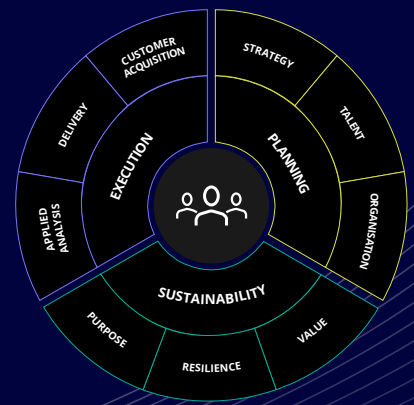 CUSTOMER
ACQUISITION
STRATEGY
DELIVERY
TALENT
EXECUTION
PLANNING
APPLIED
ANALYSIS
ORGANISATION
SUSTAINABILITY
PURPOSE
RESILIENCE
VALUE